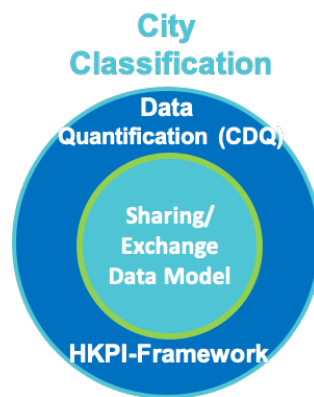 City
Classification
Data
Quantification (CDQ)
Sharing/
Exchange
Data Model
HKPI-Framework